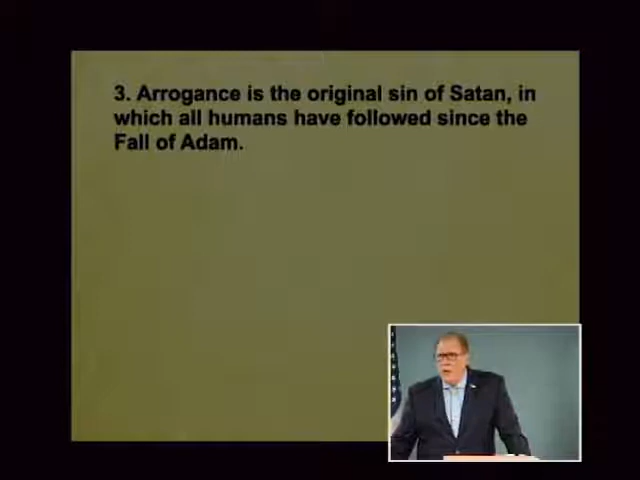 3. Arrogance is the original sin of Satan, in
which all humans have followed since the
Fall of Adam.